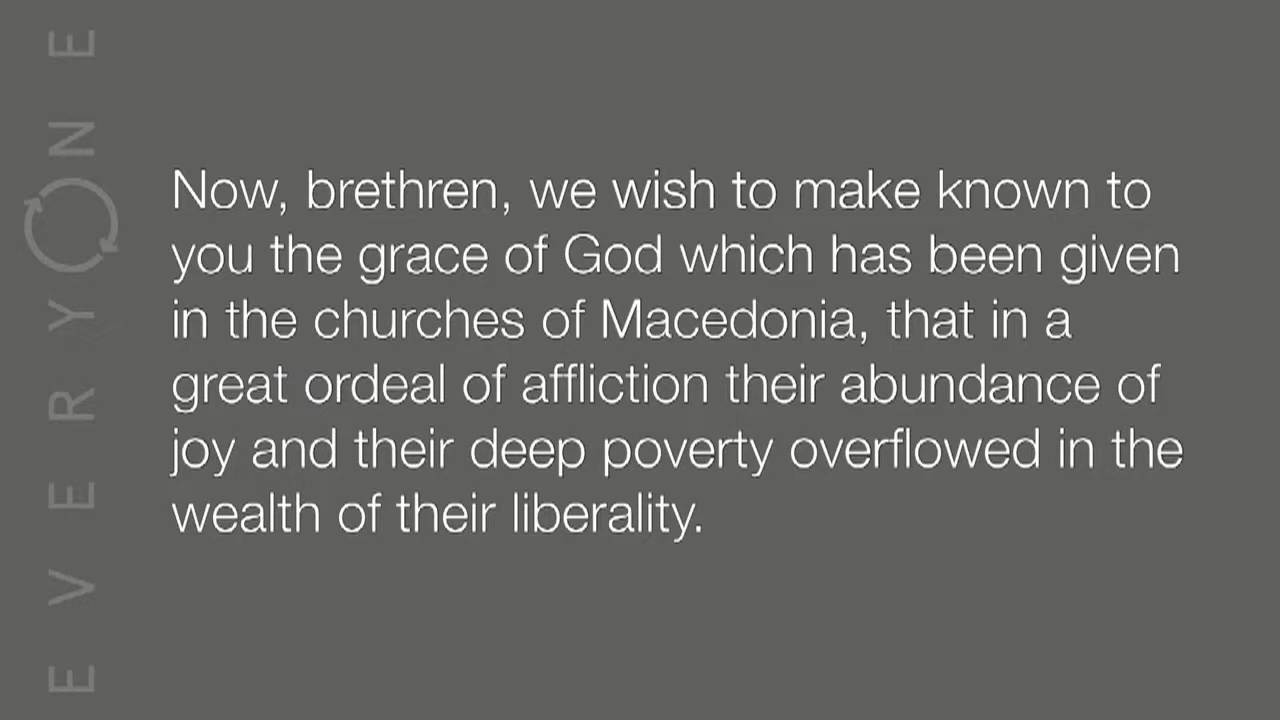 EVERYONE
Now, brethren, we wish to make known to
you the grace of God which has been given
in the churches of Macedonia, that in a
great ordeal of affliction their abundance of
joy and their deep poverty overflowed in the
wealth of their liberality.